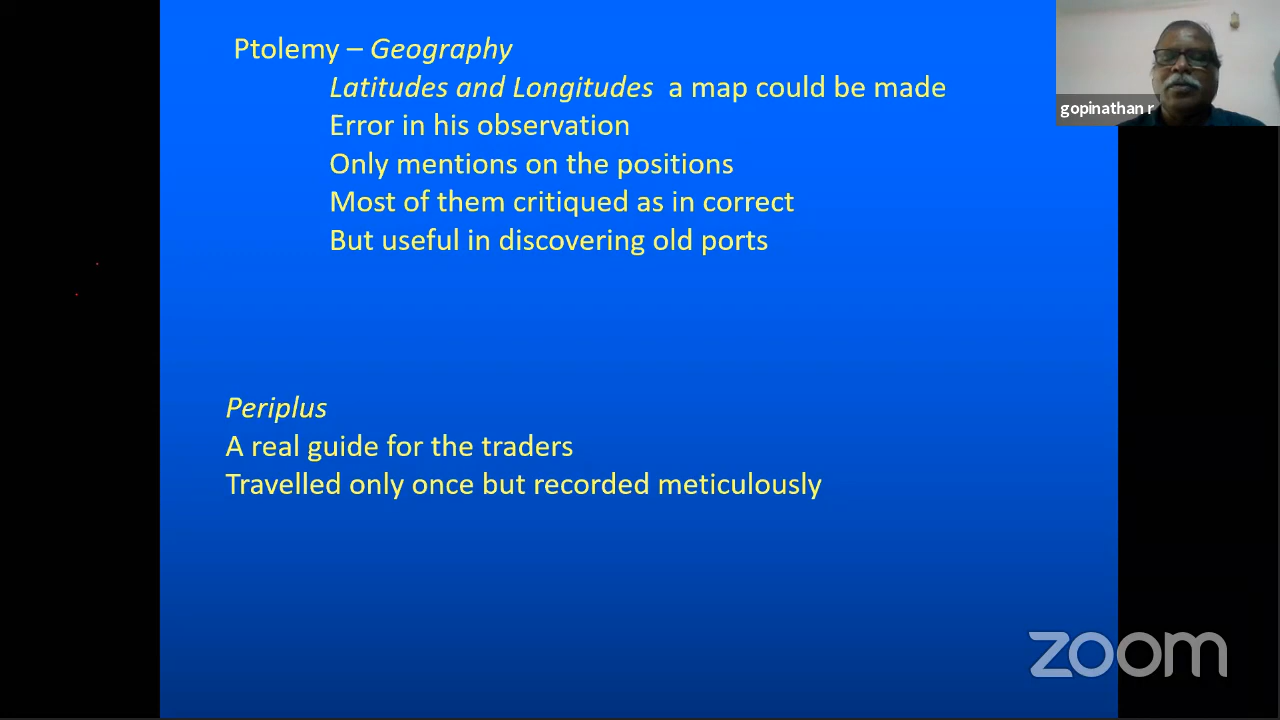 Ptolemy – Geography
Latitudes and Longitudes a map could be made
Error in his observation
Only mentions on the positions
Most of them critiqued as in correct
But useful in discovering old ports
gopinathan r
Periplus
A real guide for the traders
Travelled only once but recorded meticulously
zoom